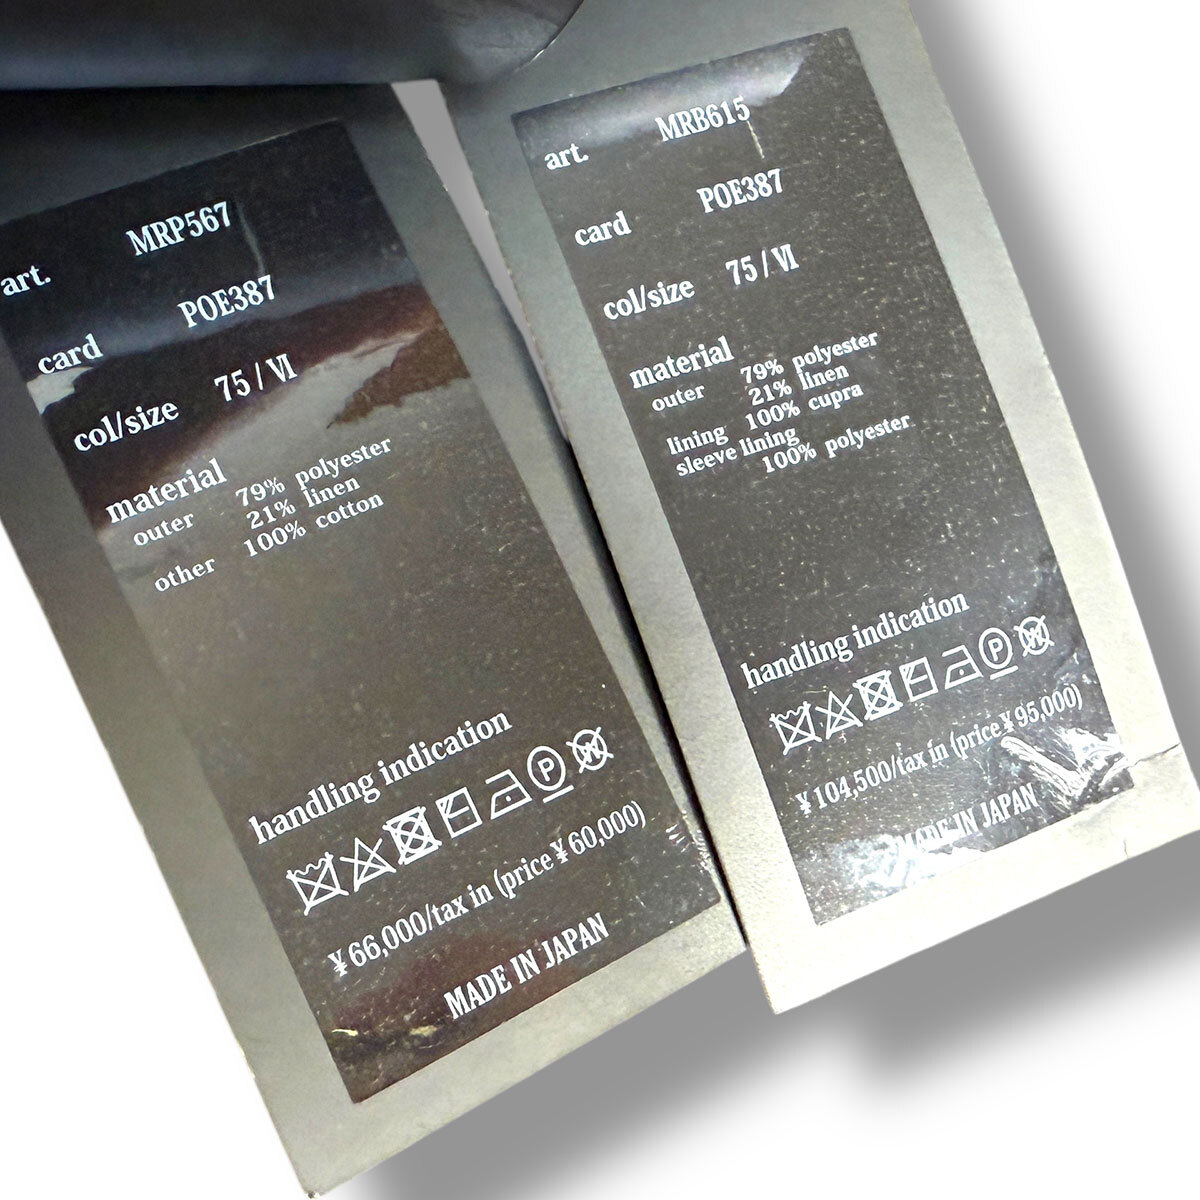 art. MRP567
card POE387
col/size 75 / VI
material
outer 79% polyester
21% linen
other 100% cotton
handling indication
P W
¥66,000/tax in (price ¥60,000)
MADE IN JAPAN
art. MRB615
card POE387
col/size 75 / VI
material
outer 79% polyester
21% linen
lining 100% cupra
sleeve lining
100% polyester
handling indication
P W
¥104,500/tax in (price ¥95,000)
MADE IN JAPAN